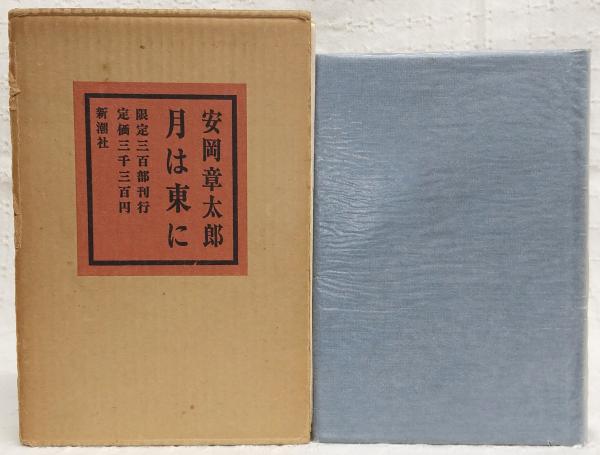 安岡章太郎
月は東に
限定三百部刊行
定価三千三百円
新潮社